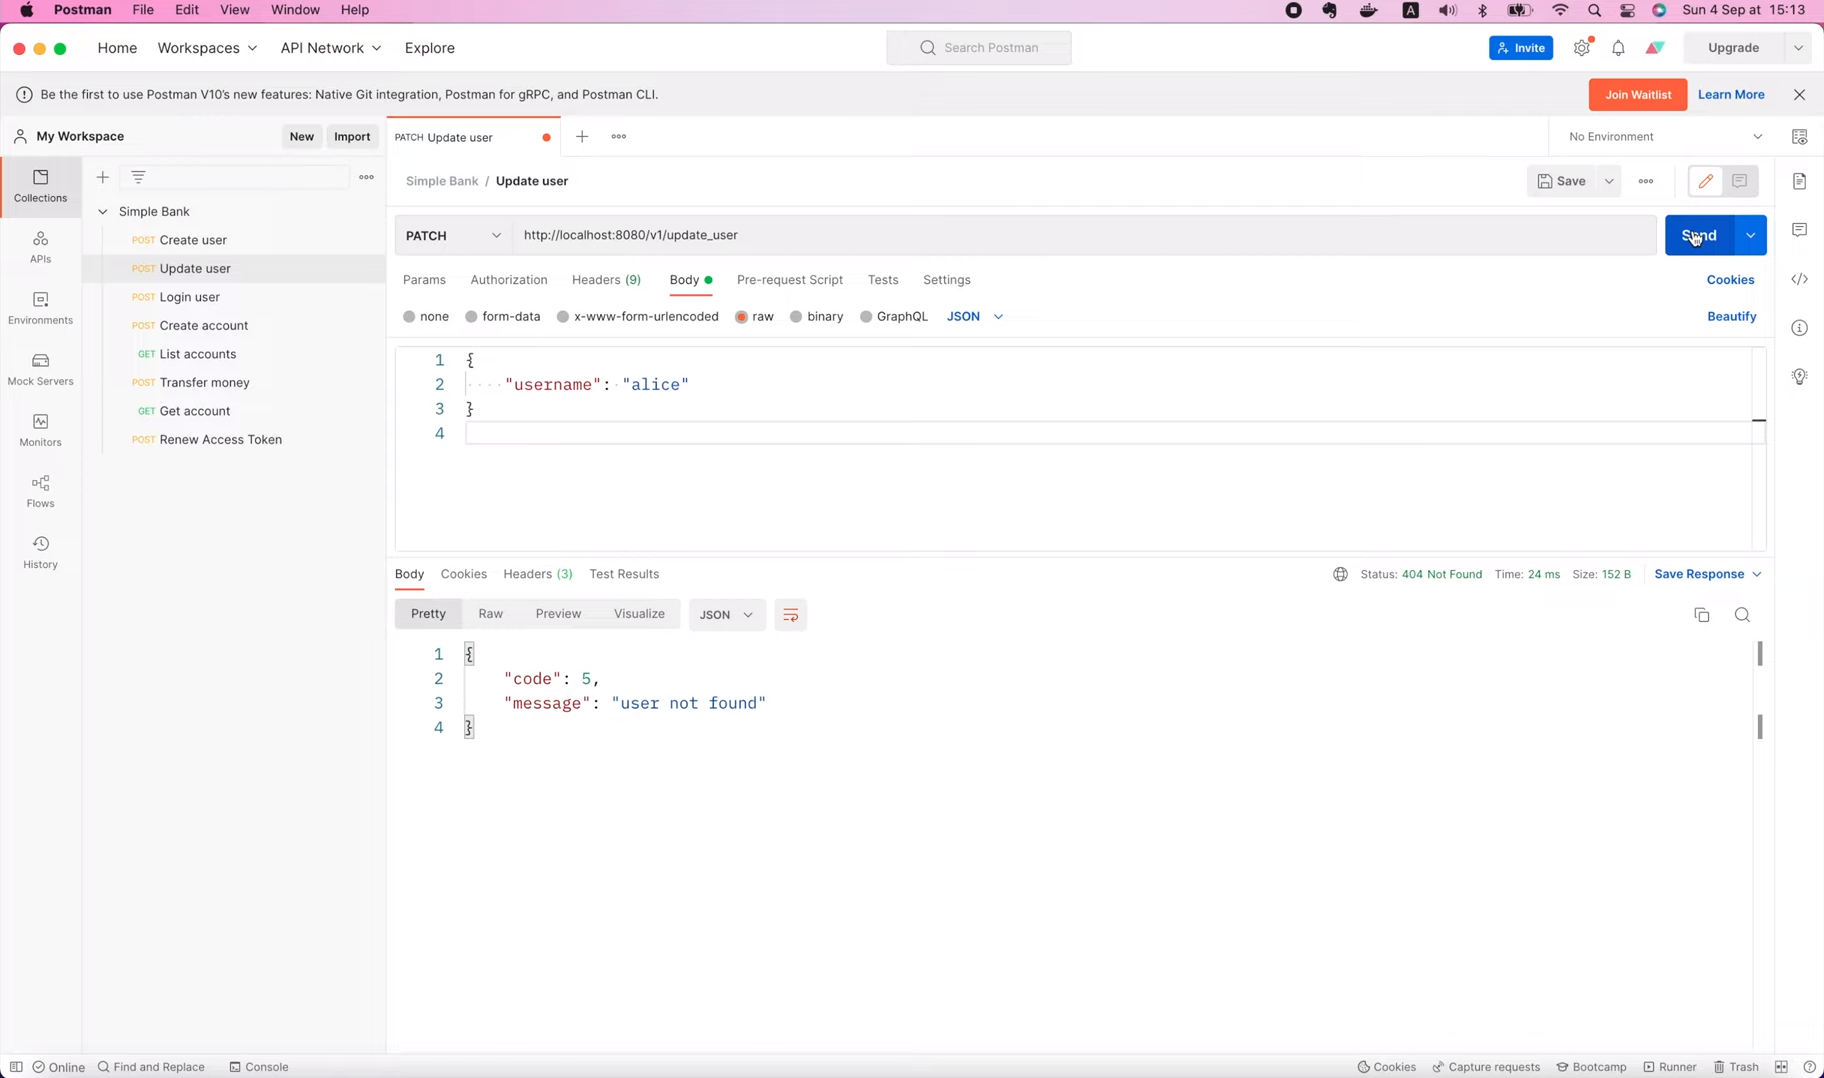 Postman File Edit View Window Help
A Sun 4 Sep at 15:13
Home Workspaces API Network Explore
Search Postman
Invite Upgrade
Be the first to use Postman V10's new features: Native Git integration, Postman for gRPC, and Postman CLI.
Join Waitlist Learn More
My Workspace New Import
PATCH Update user
No Environment
Collections
APIs
Environments
Mock Servers
Monitors
Flows
History
Simple Bank
POST Create user
POST Update user
POST Login user
POST Create account
GET List accounts
POST Transfer money
GET Get account
POST Renew Access Token
Simple Bank / Update user
Save
PATCH http://localhost:8080/v1/update_user
Send
Params Authorization Headers (9) Body Pre-request Script Tests Settings
Cookies
none form-data x-www-form-urlencoded raw binary GraphQL JSON
Beautify
1 {
2 "username": "alice"
3 }
4
Body Cookies Headers (3) Test Results
Status: 404 Not Found Time: 24 ms Size: 152 B Save Response
Pretty Raw Preview Visualize JSON
1 {
2 "code": 5,
3 "message": "user not found"
4 }
Online Find and Replace Console
Cookies Capture requests Bootcamp Runner Trash